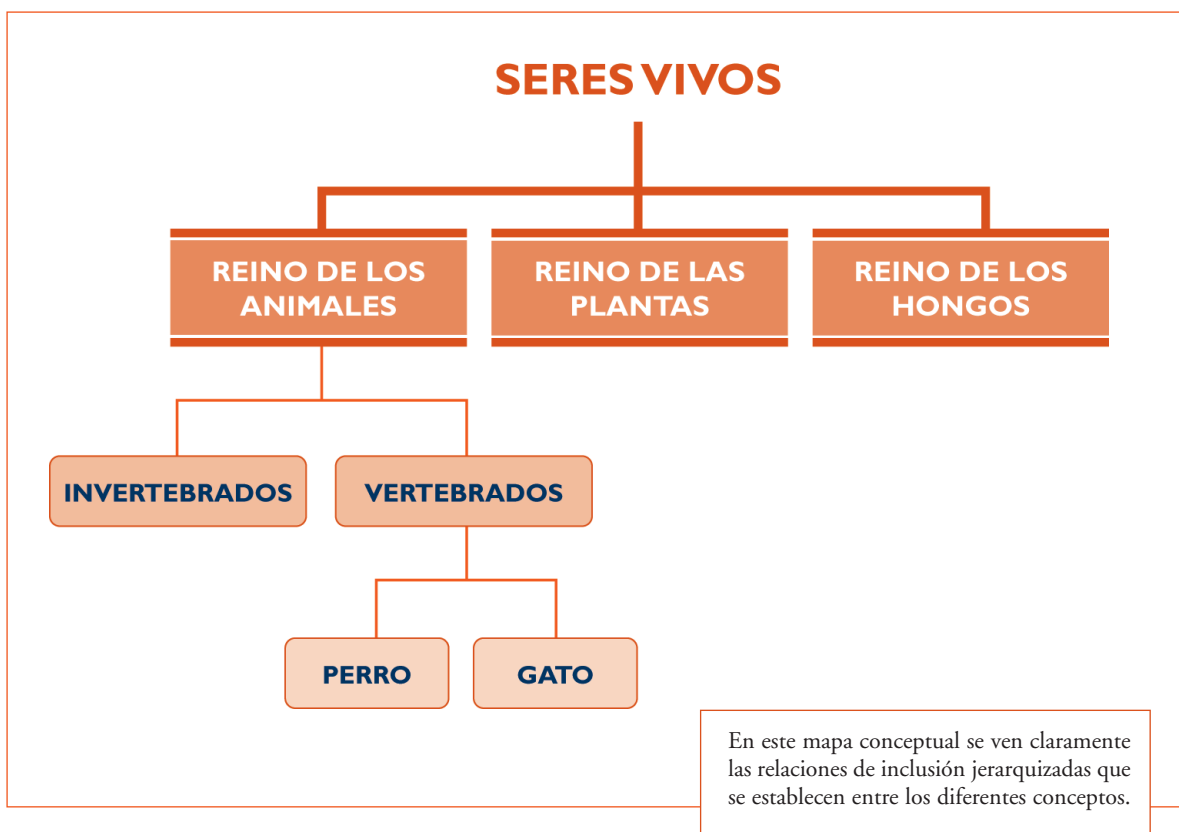 SERES VIVOS
REINO DE LOS
ANIMALES
REINO DE LAS
PLANTAS
REINO DE LOS
HONGOS
INVERTEBRADOS
VERTEBRADOS
PERRO
GATO
En este mapa conceptual se ven claramente
las relaciones de inclusión jerarquizadas que
se establecen entre los diferentes conceptos.